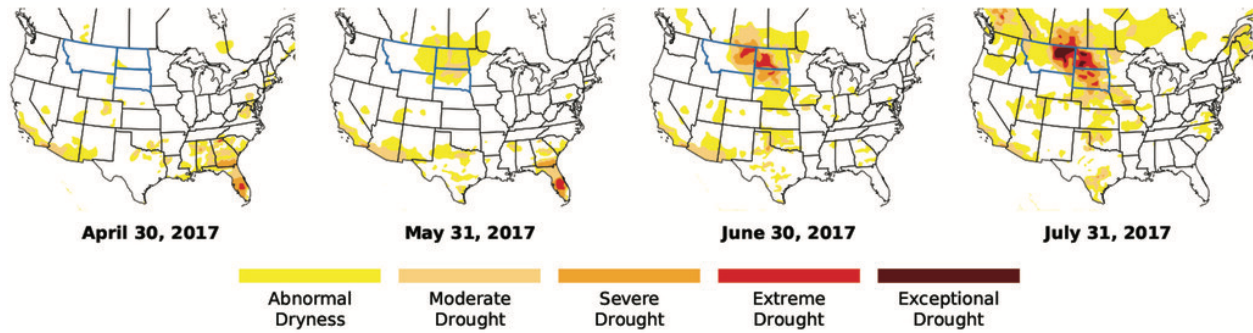 April 30, 2017
May 31, 2017
June 30, 2017
July 31, 2017
Abnormal
Dryness
Moderate
Drought
Severe
Drought
Extreme
Drought
Exceptional
Drought